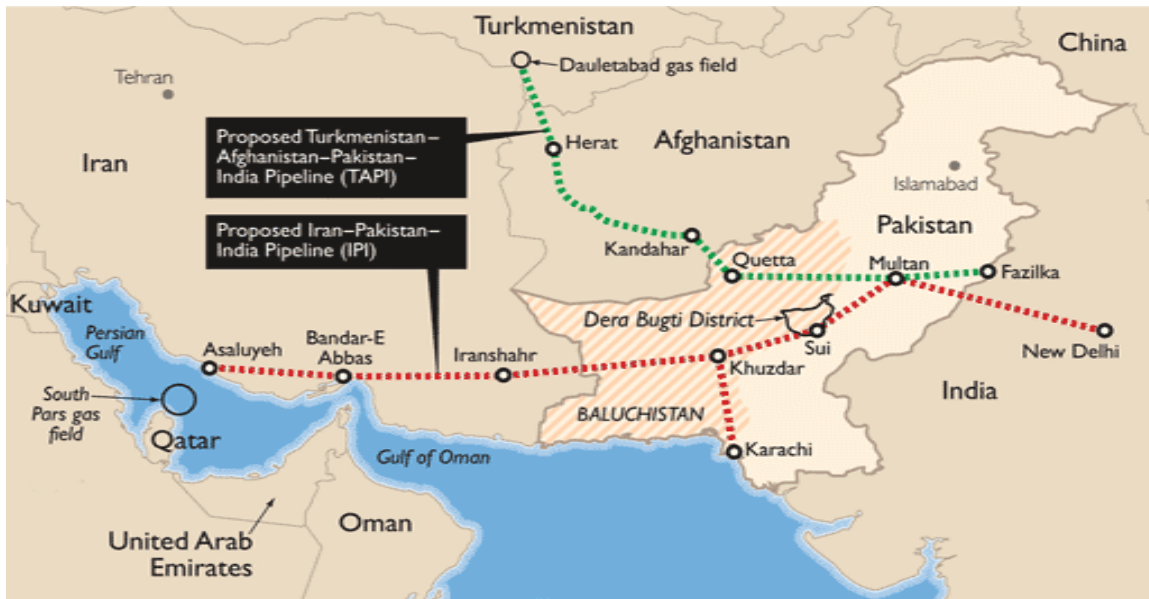 Turkmenistan
China
Dauletabad gas field
Tehran
Proposed Turkmenistan–
Afghanistan–Pakistan–
India Pipeline (TAPI)
Herat
Afghanistan
Iran
Islamabad
Pakistan
Proposed Iran–Pakistan–
India Pipeline (IPI)
Kandahar
Quetta
Multan
Fazilka
Kuwait
Persian
Gulf
Asaluyeh
Bandar-E
Abbas
Iranshahr
Dera Bugti District
Sui
New Delhi
Khuzdar
South
Pars gas
field
India
BALUCHISTAN
Qatar
Karachi
Gulf of Oman
Oman
United Arab
Emirates